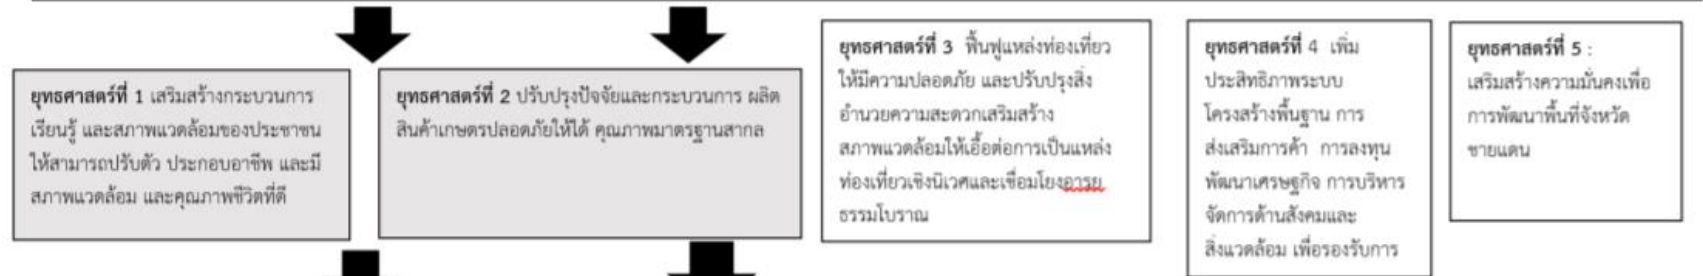 ยุทธศาสตร์ที่ 1 เสริมสร้างกระบวนการ
เรียนรู้ และสภาพแวดล้อมของประชาชน
ให้สามารถปรับตัว ประกอบอาชีพ และมี
สภาพแวดล้อม และคุณภาพชีวิตที่ดี
ยุทธศาสตร์ที่ 2 ปรับปรุงปัจจัยและกระบวนการ ผลิต
สินค้าเกษตรปลอดภัยให้ได้ คุณภาพมาตรฐานสากล
ยุทธศาสตร์ที่ 3 ฟื้นฟูแหล่งท่องเที่ยว
ให้มีความปลอดภัย และปรับปรุงสิ่ง
อำนวยความสะดวกเสริมสร้าง
สภาพแวดล้อมให้เอื้อต่อการเป็นแหล่ง
ท่องเที่ยวเชิงนิเวศและเชื่อมโยงอารย
ธรรมโบราณ
ยุทธศาสตร์ที่ 4 เพิ่ม
ประสิทธิภาพระบบ
โครงสร้างพื้นฐาน การ
ส่งเสริมการค้า การลงทุน
พัฒนาเศรษฐกิจ การบริหาร
จัดการด้านสังคมและ
สิ่งแวดล้อม เพื่อรองรับการ
ยุทธศาสตร์ที่ 5 :
เสริมสร้างความมั่นคงเพื่อ
การพัฒนาพื้นที่จังหวัด
ชายแดน